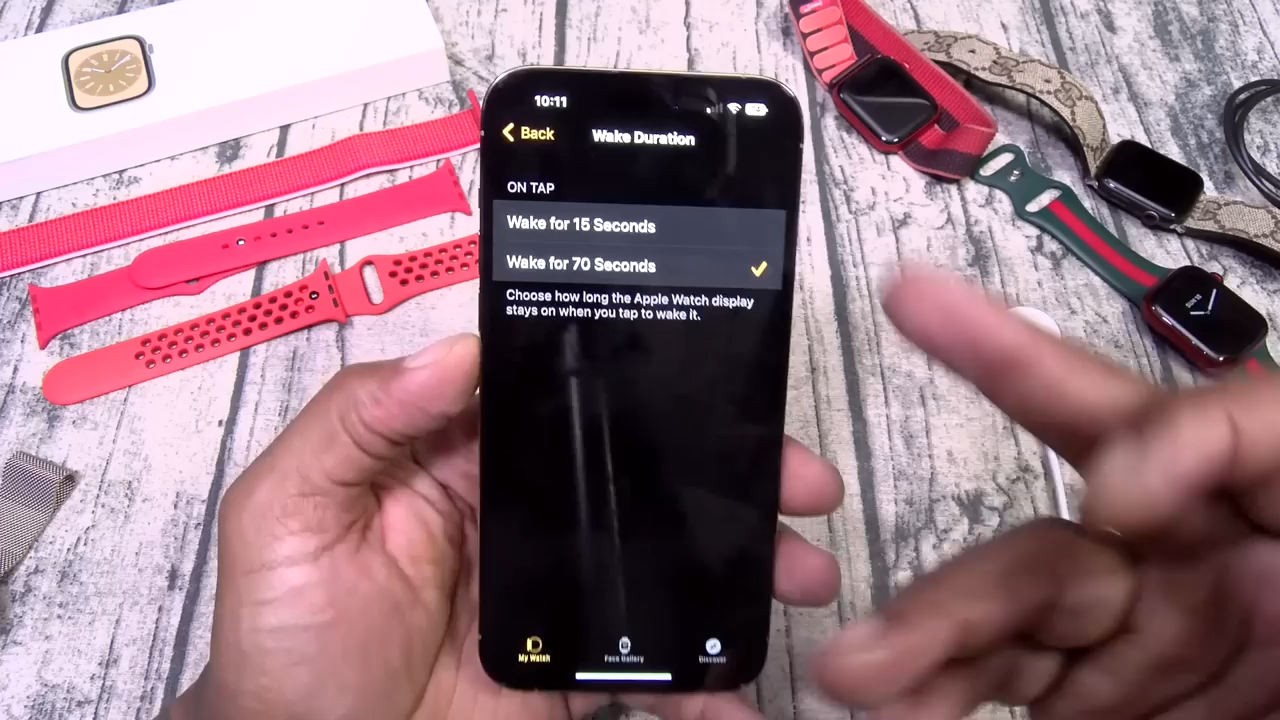 10:11
Back
Wake Duration
ON TAP
Wake for 15 Seconds
Wake for 70 Seconds
Choose how long the Apple Watch display
stays on when you tap to wake it.
My Watch
Face Gallery
Discover